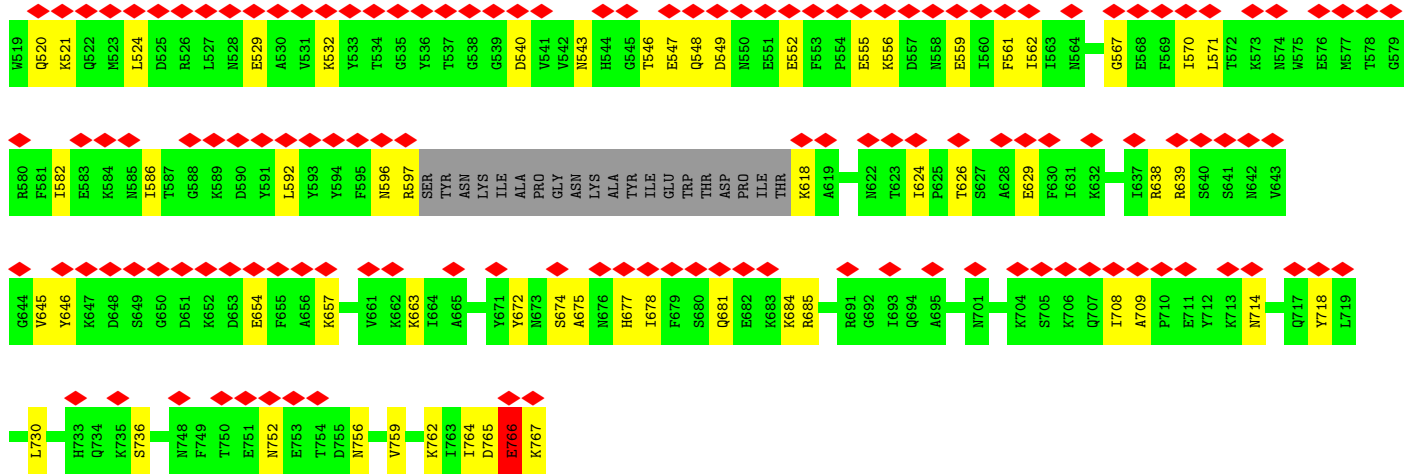 W519 Q520 K521 Q522 M523 L524 D525 R526 L527 N528 E529 A530 V531 K532 Y533 T534 G535 Y536 T537 G538 G539 D540 V541 V542 N543 H544 G545 T546 E547 Q548 D549 N550 E551 E552 F553 P554 E555 K556 D557 N558 E559 I560 F561 I562 I563 N564 G567 E568 F569 I570 L571 T572 K573 N574 W575 E576 M577 T578 G579
R580 F581 I582 E583 K584 N585 I586 T587 G588 K589 D590 Y591 L592 Y593 Y594 F595 N596 R597 SER TYR ASN LYS ILE ALA PRO GLY ASN LYS ALA TYR ILE GLU TRP THR ASP PRO ILE THR K618 A619 N622 T623 I624 P625 T626 S627 A628 E629 F630 I631 K632 I637 R638 R639 S640 S641 N642 V643
G644 V645 Y646 K647 D648 S649 G650 D651 K652 D653 E654 F655 A656 K657 V661 K662 K663 I664 A665 Y671 Y672 N673 S674 A675 N676 H677 I678 F679 S680 Q681 E682 K683 K684 R685 R691 G692 I693 Q694 A695 N701 K704 S705 K706 Q707 I708 A709 P710 E711 Y712 K713 N714 Q717 Y718 L719
L730 H733 Q734 K735 S736 N748 F749 T750 E751 N752 E753 T754 D755 N756 V759 K762 I763 I764 D765 E766 K767